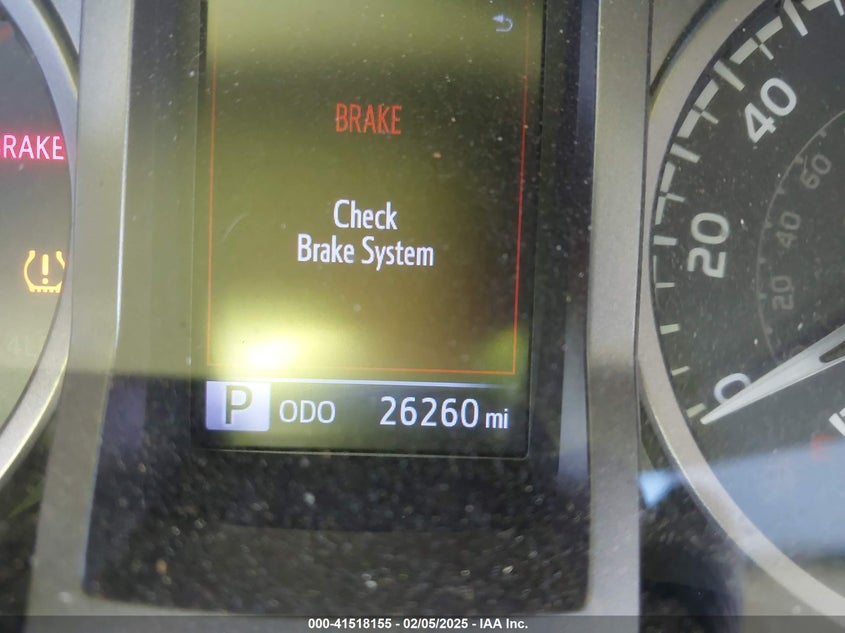 BRAKE
RAKE
Check
Brake System
P ODO 26260 mi
40
20
0
60
40
20
000-41518155 - 02/05/2025 - IAA Inc.